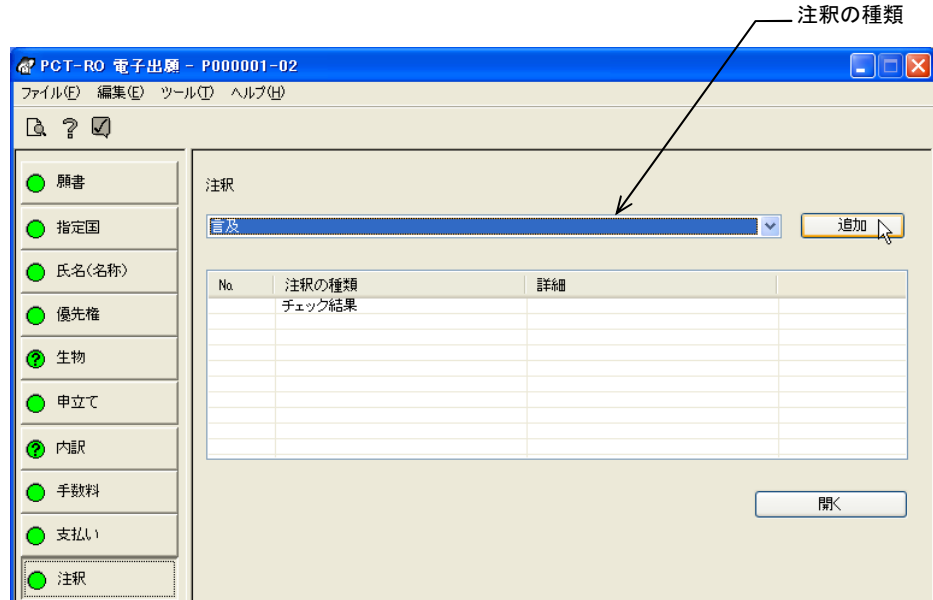 注釈の種類
PCT-RO 電子出願 - P000001-02
ファイル(F) 編集(E) ツール(T) ヘルプ(H)
願書
指定国
氏名(名称)
優先権
生物
申立て
内訳
手数料
支払い
注釈
注釈
言及
追加
No. 注釈の種類 詳細
チェック結果
開く